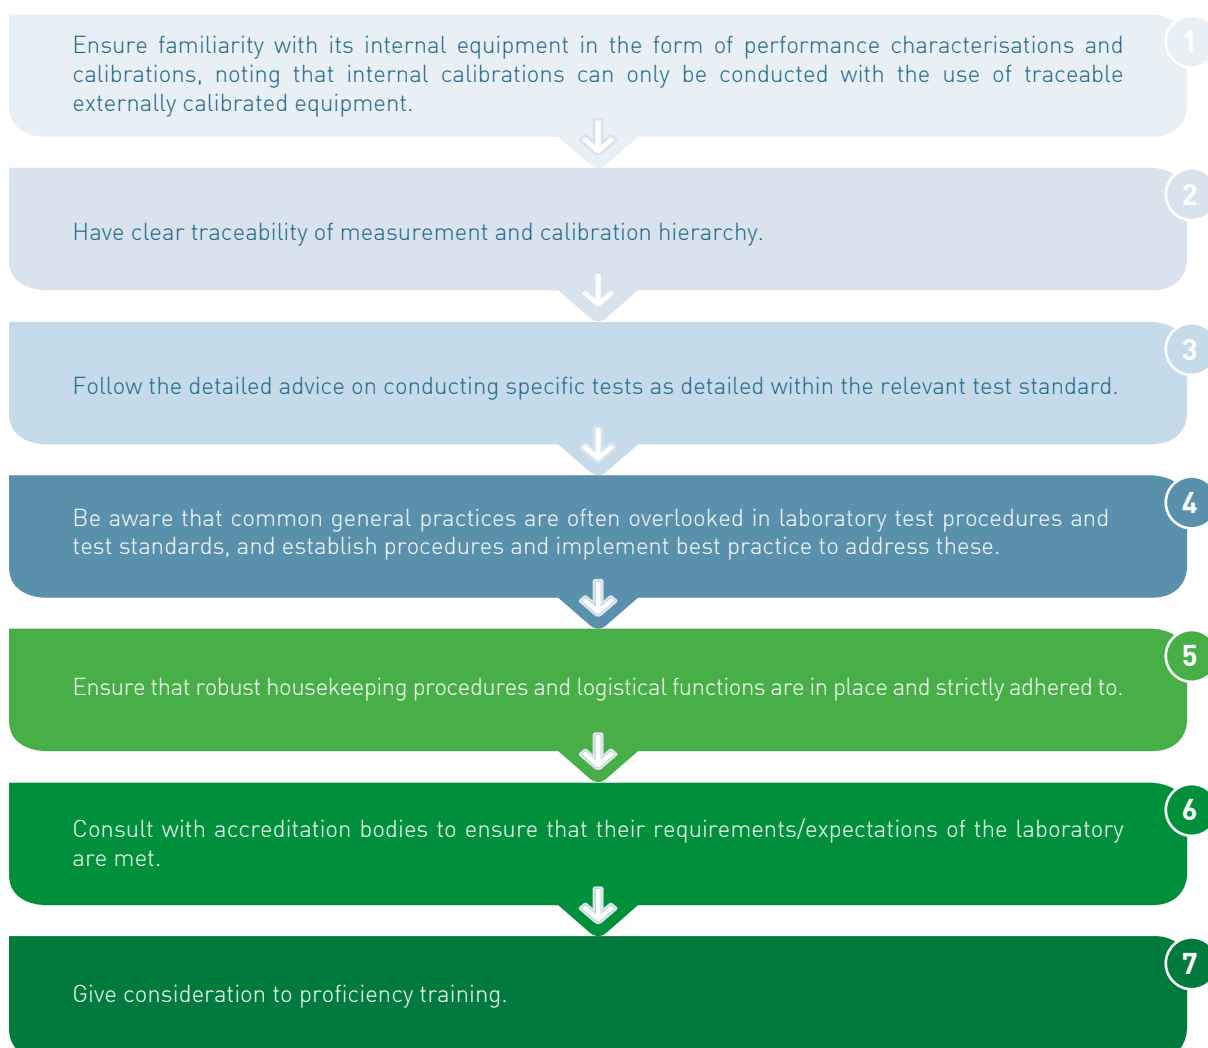 1
Ensure familiarity with its internal equipment in the form of performance characterisations and
calibrations, noting that internal calibrations can only be conducted with the use of traceable
externally calibrated equipment.
2
Have clear traceability of measurement and calibration hierarchy.
3
Follow the detailed advice on conducting specific tests as detailed within the relevant test standard.
4
Be aware that common general practices are often overlooked in laboratory test procedures and
test standards, and establish procedures and implement best practice to address these.
5
Ensure that robust housekeeping procedures and logistical functions are in place and strictly adhered to.
6
Consult with accreditation bodies to ensure that their requirements/expectations of the laboratory
are met.
7
Give consideration to proficiency training.